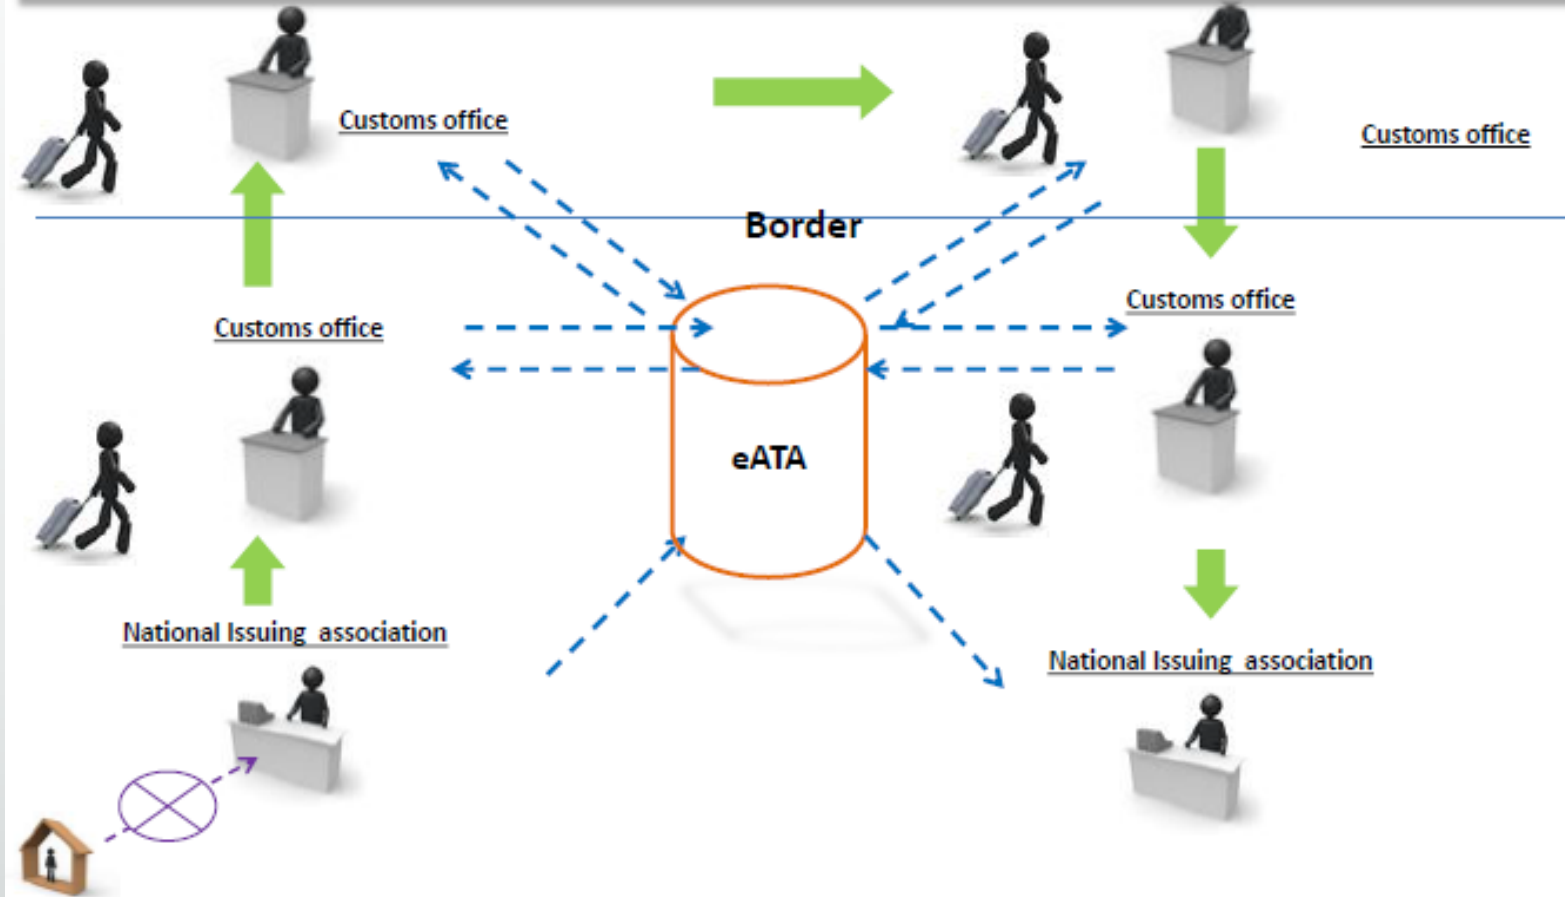 Customs office
Customs office
Border
Customs office
Customs office
eATA
National Issuing  association
National Issuing  association